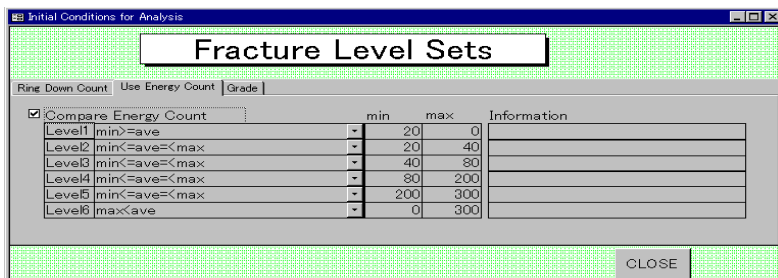 Initial Conditions for Analysis
Fracture Level Sets
Ring Down Count Use Energy Count Grade
Compare Energy Count min max Information
Level1 min>=ave 20 0
Level2 min<=ave=<max 20 40
Level3 min<=ave=<max 40 80
Level4 min<=ave=<max 80 200
Level5 min<=ave=<max 200 300
Level6 max<ave 0 300
CLOSE